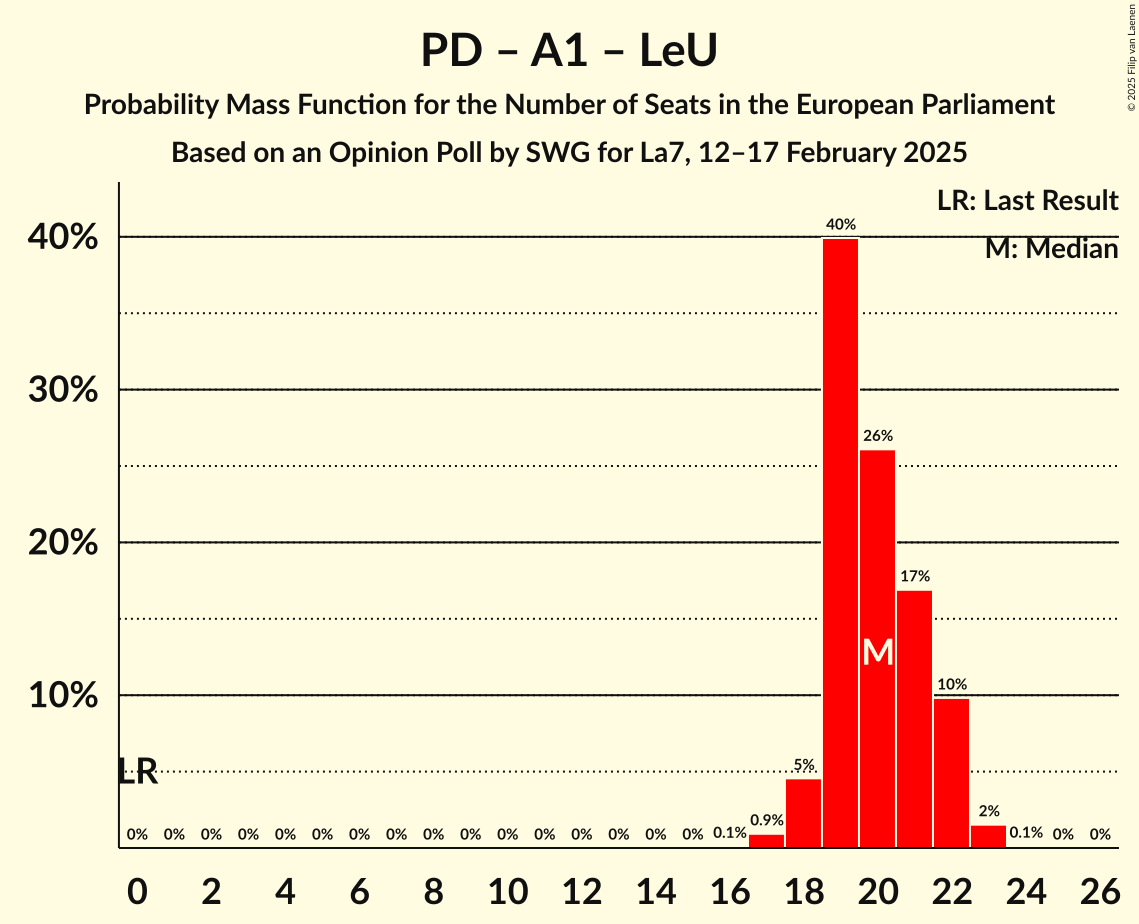 PD – A1 – LeU
Probability Mass Function for the Number of Seats in the European Parliament
Based on an Opinion Poll by SWG for La7, 12–17 February 2025
© 2025 Filip van Laenen
LR: Last Result
M: Median
40%
30%
20%
10%
40%
26%
17%
10%
5%
2%
0.9%
0.1%
0.1%
M
LR
0% 0% 0% 0% 0% 0% 0% 0% 0% 0% 0% 0% 0% 0% 0% 0% 0% 0%
0 2 4 6 8 10 12 14 16 18 20 22 24 26